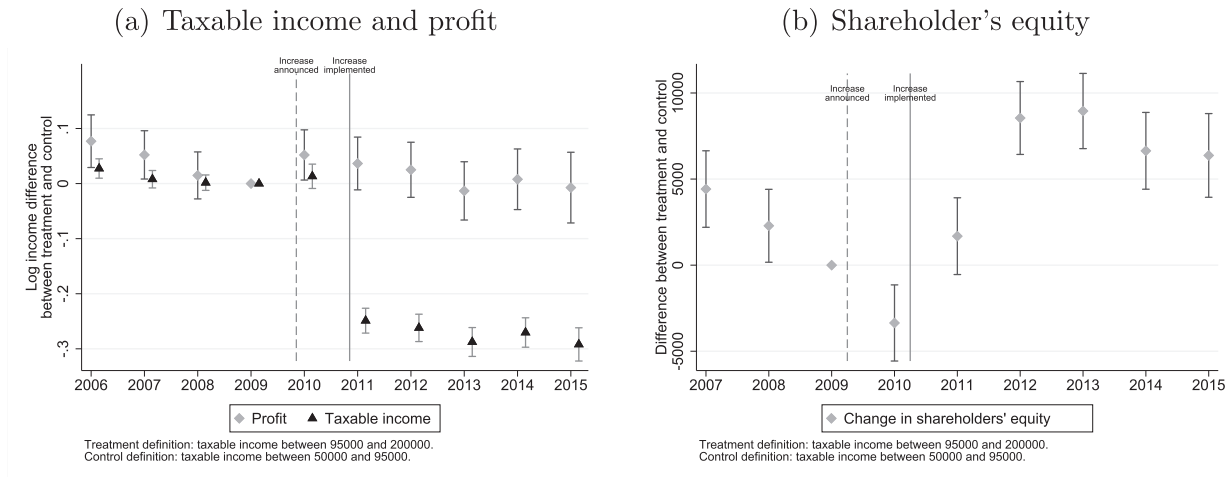 (a) Taxable income and profit
Increase announced
Increase implemented
Log income difference
between treatment and control
.1
0
-.1
-.2
-.3
2006 2007 2008 2009 2010 2011 2012 2013 2014 2015
Profit Taxable income
Treatment definition: taxable income between 95000 and 200000.
Control definition: taxable income between 50000 and 95000.
(b) Shareholder's equity
Increase announced
Increase implemented
Difference between treatment and control
10000
5000
0
-5000
2007 2008 2009 2010 2011 2012 2013 2014 2015
Change in shareholders' equity
Treatment definition: taxable income between 95000 and 200000.
Control definition: taxable income between 50000 and 95000.